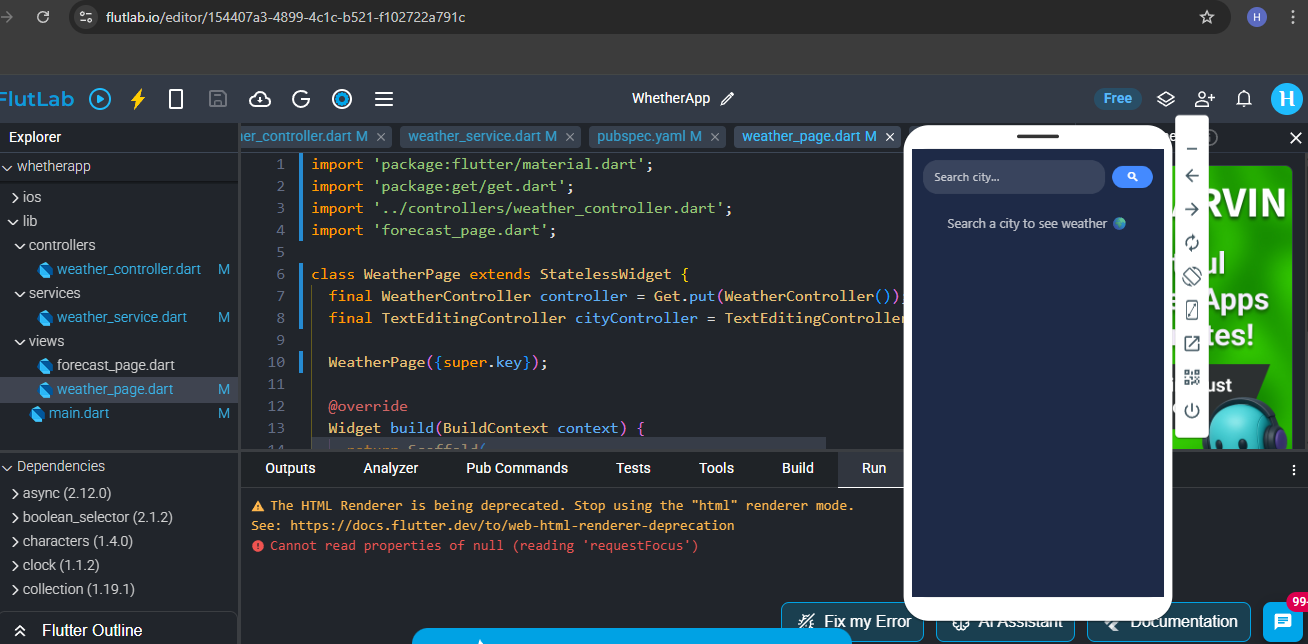 flutlab.io/editor/154407a3-4899-4c1c-b521-f102722a791c
H
FlutLab
WhetherApp
Free
H
Explorer
er_controller.dart M ×
weather_service.dart M ×
pubspec.yaml M ×
weather_page.dart M ×
whetherapp
ios
lib
controllers
weather_controller.dart M
services
weather_service.dart M
views
forecast_page.dart
weather_page.dart M
main.dart M
1 import 'package:flutter/material.dart';
2 import 'package:get/get.dart';
3 import '../controllers/weather_controller.dart';
4 import 'forecast_page.dart';
5
6 class WeatherPage extends StatelessWidget {
7 final WeatherController controller = Get.put(WeatherController());
8 final TextEditingController cityController = TextEditingController
9
10 WeatherPage({super.key});
11
12 @override
13 Widget build(BuildContext context) {
14 return Scaffold(
Search city...
Search a city to see weather
RVIN
ul
Apps
tes!
ust
Dependencies
async (2.12.0)
boolean_selector (2.1.2)
characters (1.4.0)
clock (1.1.2)
collection (1.19.1)
Flutter Outline
Outputs
Analyzer
Pub Commands
Tests
Tools
Build
Run
The HTML Renderer is being deprecated. Stop using the "html" renderer mode.
See: https://docs.flutter.dev/to/web-html-renderer-deprecation
Cannot read properties of null (reading 'requestFocus')
Fix my Error
AI Assistant
Documentation
99